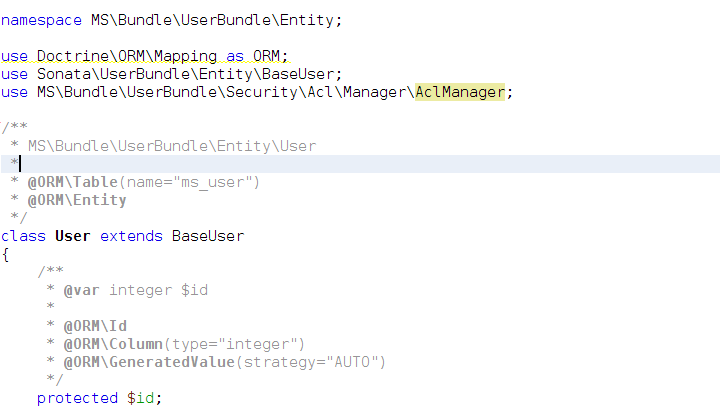 namespace MS\Bundle\UserBundle\Entity;
use Doctrine\ORM\Mapping as ORM;
use Sonata\UserBundle\Entity\BaseUser;
use MS\Bundle\UserBundle\Security\Acl\Manager\AclManager;
/**
 * MS\Bundle\UserBundle\Entity\User
 *
 * @ORM\Table(name="ms_user")
 * @ORM\Entity
 */
class User extends BaseUser
{
    /**
     * @var integer $id
     *
     * @ORM\Id
     * @ORM\Column(type="integer")
     * @ORM\GeneratedValue(strategy="AUTO")
     */
    protected $id;